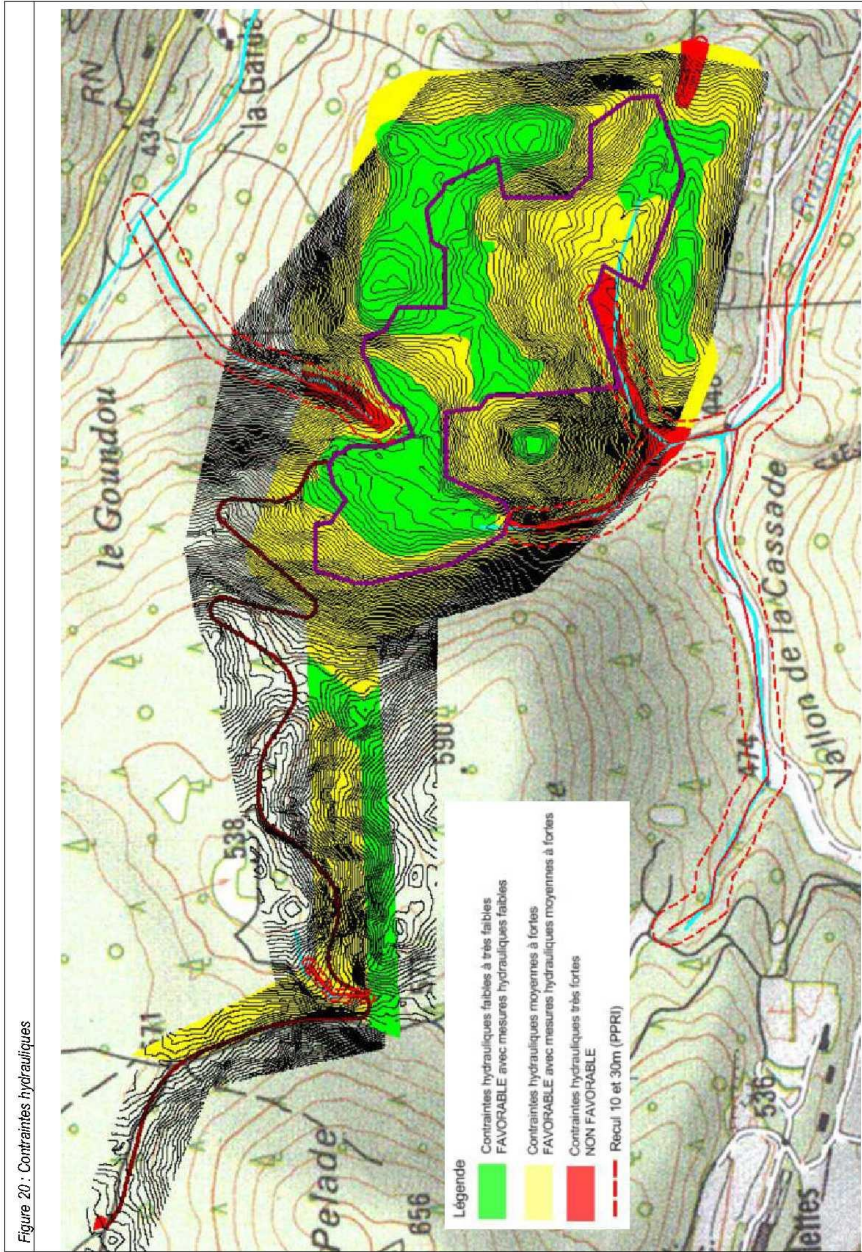 Figure 20 : Contraintes hydrauliques
RN
434
la Garde
le Goundou
538
571
Pelade
656
590
446
474
Vallon de la Cassade
536
Légende
Contraintes hydrauliques faibles à très faibles
FAVORABLE avec mesures hydrauliques faibles
Contraintes hydrauliques moyennes à fortes
FAVORABLE avec mesures hydrauliques moyennes à fortes
Contraintes hydrauliques très fortes
NON FAVORABLE
Recul 10 et 30m (PPRI)